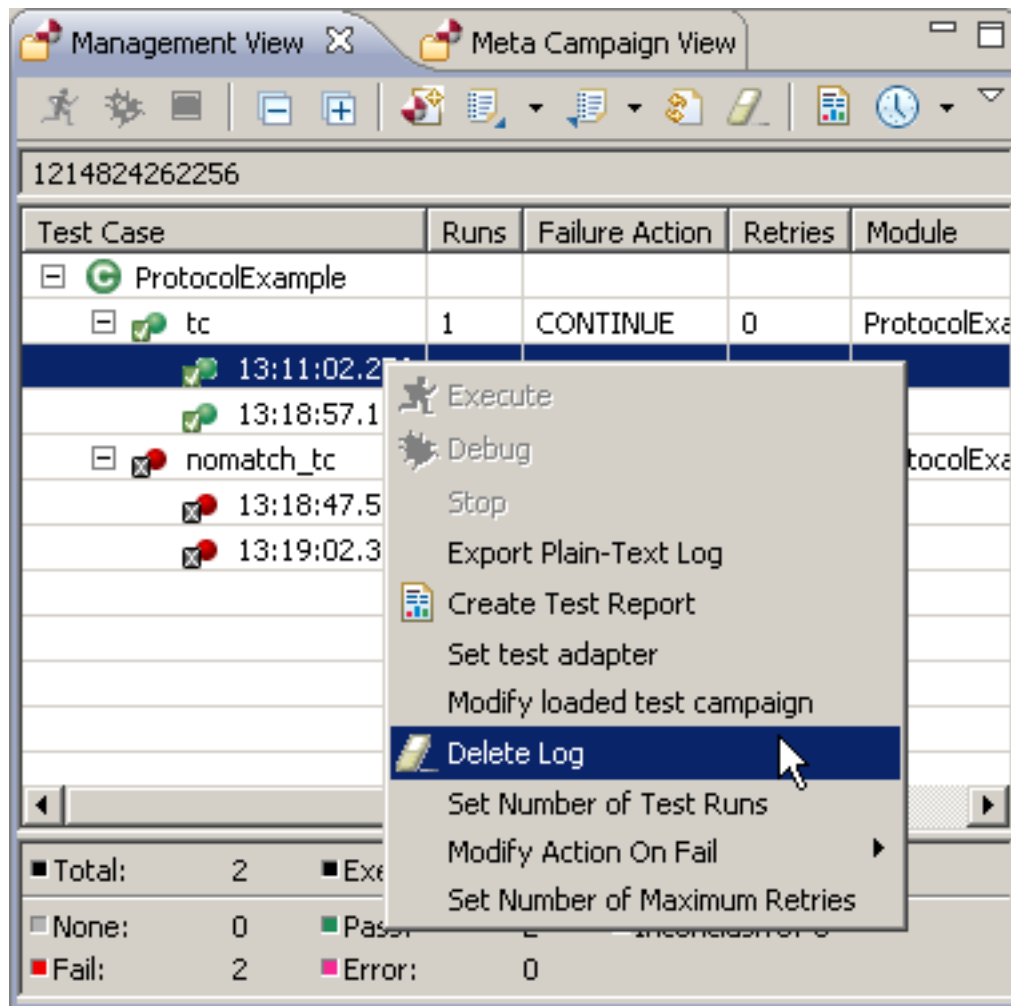 Management View Meta Campaign View
1214824262256
Test Case Runs Failure Action Retries Module
ProtocolExample
tc 1 CONTINUE 0
13:11:02.2
13:18:57.1
nomatch_tc
13:18:47.5
13:19:02.3
Execute
Debug
Stop
Export Plain-Text Log
Create Test Report
Set test adapter
Modify loaded test campaign
Delete Log
Set Number of Test Runs
Modify Action On Fail
Set Number of Maximum Retries
Total: 2
None: 0
Fail: 2 Error: 0